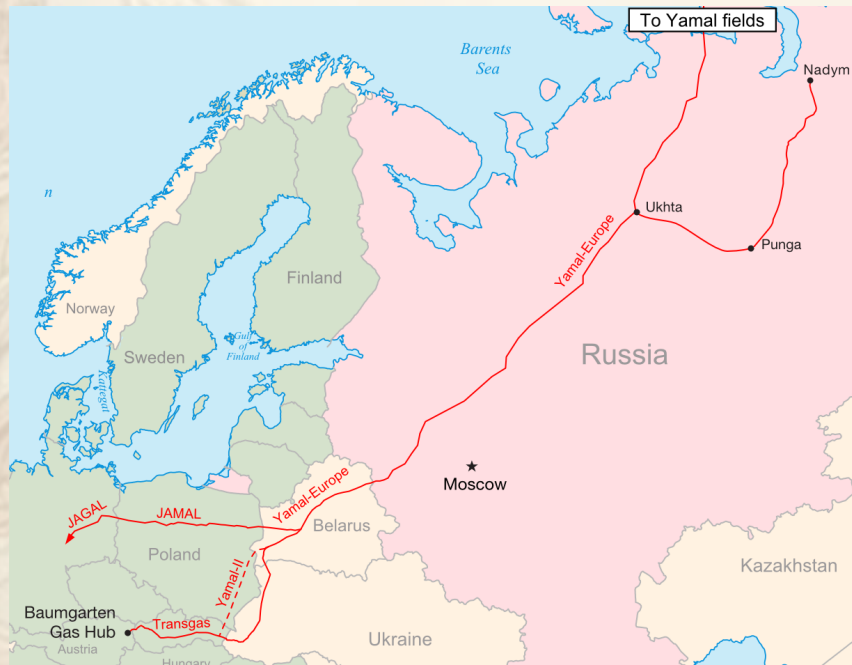 To Yamal fields
Barents
Sea
Nadym
n
Ukhta
Punga
Yamal-Europe
Finland
Norway
Gulf
of
Finland
Sweden
Russia
Kattegat
Moscow
Yamal-Europe
JAGAL
JAMAL
Belarus
Poland
Yamal-II
Kazakhstan
Baumgarten
Gas Hub
Transgas
Ukraine
Austria
Hungary